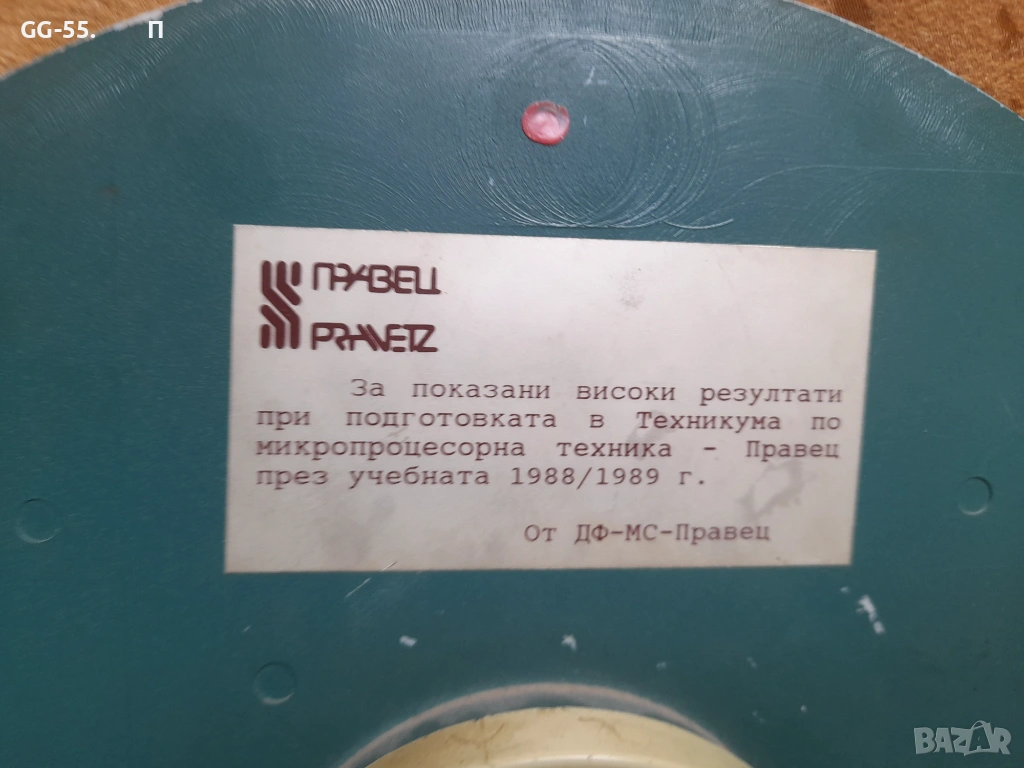 GG-55. П
ПРАВЕЦ
PRAVETZ
За показани високи резултати
при подготовката в Техникума по
микропроцесорна техника - Правец
през учебната 1988/1989 г.
От ДФ-МС-Правец
BAZAR